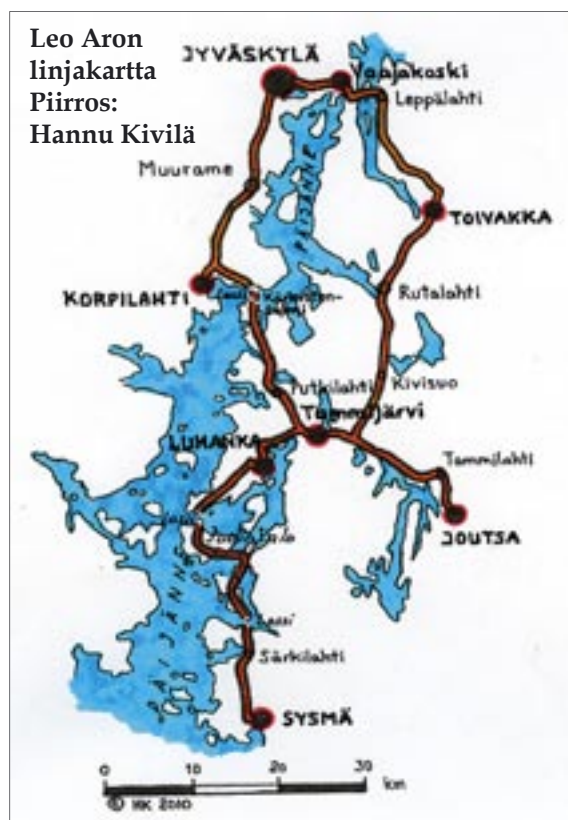 Leo Aron
linjakartta
Piirros:
Hannu Kivilä
JYVÄSKYLÄ
Vaajakoski
Leppälahti
Muurame
PÄIJÄNNE
TOIVAKKA
KORPILAHTI
Rutalahti
Putkilahti
Kivisuo
Tammijärvi
LUHANKA
Tammilahti
JOUTSA
PÄIJÄNNE
Särkilahti
SYSMÄ
0 10 20 30
km
© HK 2010